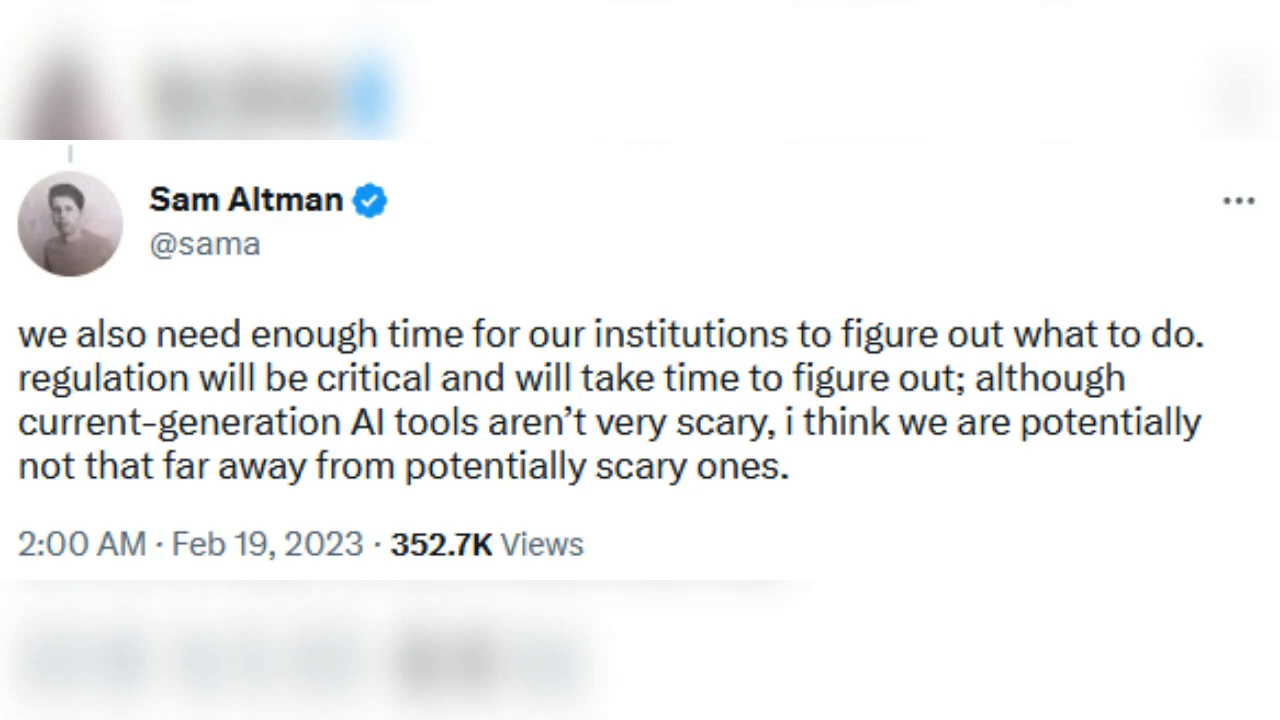 Sam Altman
@sama
we also need enough time for our institutions to figure out what to do.
regulation will be critical and will take time to figure out; although
current-generation AI tools aren’t very scary, i think we are potentially
not that far away from potentially scary ones.
2:00 AM · Feb 19, 2023 · 352.7K Views